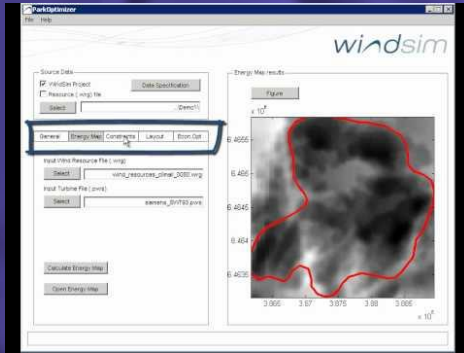 ParkOptimizer
File Help
windsim
Source Data
WindSim Project
Data Specification
Resource (.wrg) file
Select ..\Demo\\
General Energy Map Constraints Layout Econ.Opt
Input Wind Resource File (.wrg)
Select wind_resources_climall_0080.wrg
Input Turbine File (.pws)
Select siemens_SWT93.pws
Calculate Energy Map
Open Energy Map
Energy Map results
Figure
x 10
6.4655
6.465
6.4645
6.464
6.4635
3.865 3.87 3.875 3.88 3.885
x 10